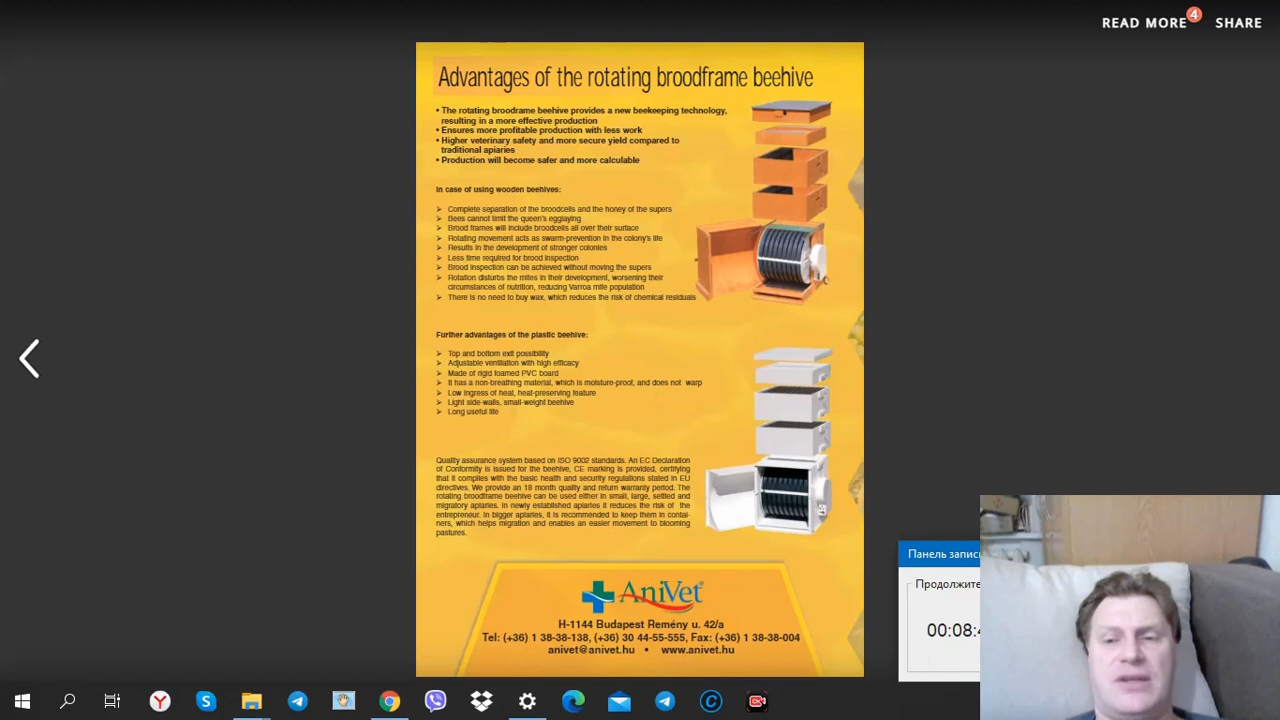 READ MORE 4 SHARE
Advantages of the rotating broodframe beehive
• The rotating broodrame beehive provides a new beekeeping technology,
resulting in a more effective production
• Ensures more profitable production with less work
• Higher veterinary safety and more secure yield compared to
traditional apiaries
• Production will become safer and more calculable
In case of using wooden beehives:
➢ Complete separation of the broodcells and the honey of the supers
➢ Bees cannot limit the queen's egglaying
➢ Brood frames will include broodcells all over their surface
➢ Rotating movement acts as swarm-prevention in the colony's life
➢ Results in the development of stronger colonies
➢ Less time required for brood inspection
➢ Brood inspection can be achieved without moving the supers
➢ Rotation disturbs the mites in their development, worsening their
circumstances of nutrition, reducing Varroa mite population
➢ There is no need to buy wax, which reduces the risk of chemical residuals
Further advantages of the plastic beehive:
➢ Top and bottom exit possibility
➢ Adjustable ventilation with high efficacy
➢ Made of rigid foamed PVC board
➢ It has a non-breathing material, which is moisture-proof, and does not warp
➢ Low ingress of heat, heat-preserving feature
➢ Light side-walls, small-weight beehive
➢ Long useful life
Quality assurance system based on ISO 9002 standards. An EC Declaration
of Conformity is issued for the beehive, CE marking is provided, certifying
that it complies with the basic health and security regulations stated in EU
directives. We provide an 18 month quality and return warranty period. The
rotating broodframe beehive can be used either in small, large, settled and
migratory apiaries. In newly established apiaries it reduces the risk of the
entrepreneur. In bigger apiaries, it is recommended to keep them in contai-
ners, which helps migration and enables an easier movement to blooming
pastures.
AniVet®
H-1144 Budapest Remény u. 42/a
Tel: (+36) 1 38-38-138, (+36) 30 44-55-555, Fax: (+36) 1 38-38-004
anivet@anivet.hu • www.anivet.hu
Панель запис
Продолжите
00:08: